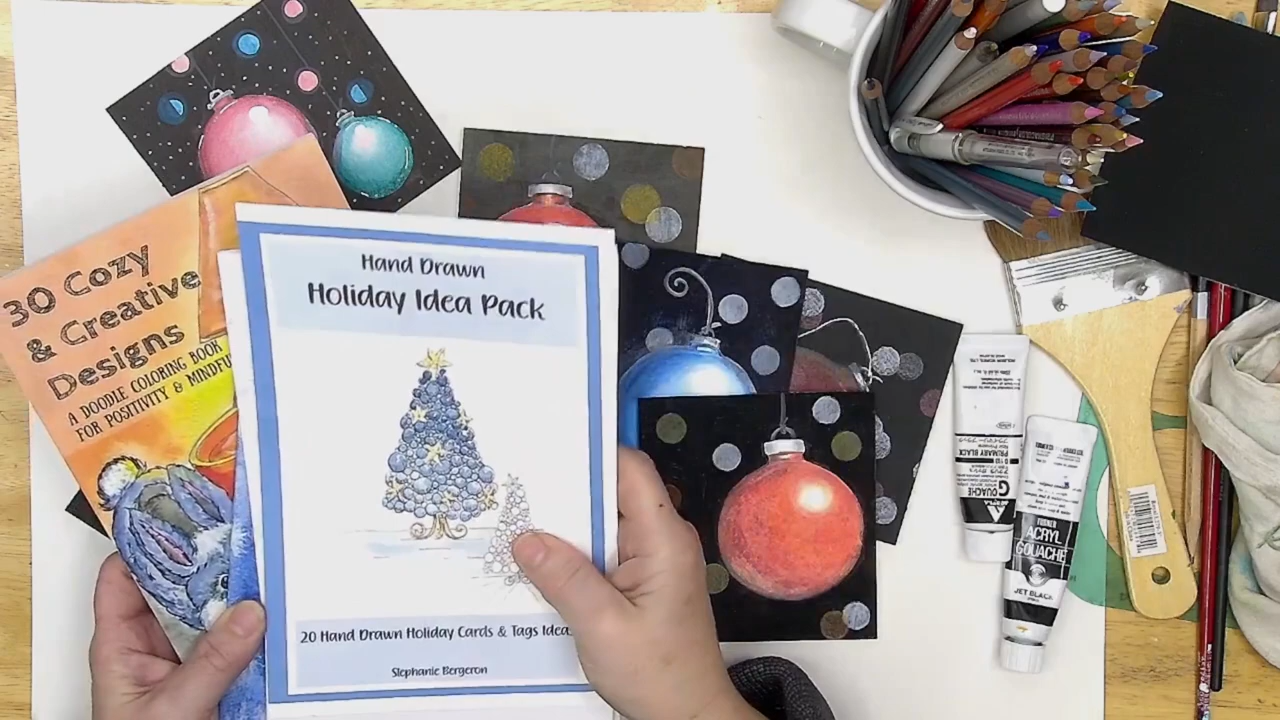 Hand Drawn
Holiday Idea Pack
20 Hand Drawn Holiday Cards & Tags Ideas
Stephanie Bergeron
30 Cozy
& Creative
Designs
A DOODLE COLORING BOOK
FOR POSITIVITY & MINDFU
PRIMARY BLACK
GOUACHE
TURNER
ACRYL
GOUACHE
JET BLACK